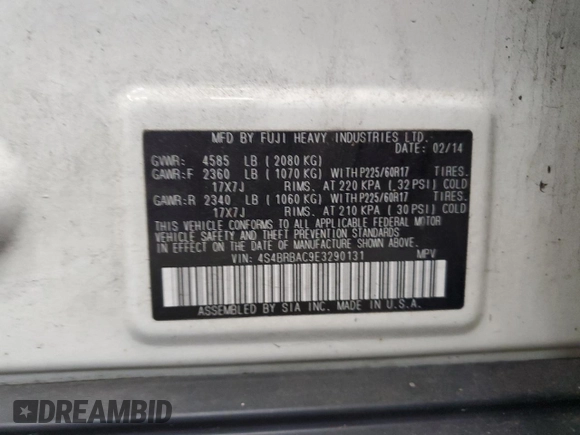 MFD BY FUJI HEAVY INDUSTRIES LTD.
DATE: 02/14
GVWR: 4585 LB (2080 KG)
GAWR:F 2360 LB (1070 KG) WITH P225/60R17 TIRES.
17X7J RIMS. AT 220 KPA (32 PSI) COLD
GAWR:R 2340 LB (1060 KG) WITH P225/60R17 TIRES.
17X7J RIMS. AT 210 KPA (30 PSI) COLD
THIS VEHICLE CONFORMS TO ALL APPLICABLE FEDERAL MOTOR
VEHICLE SAFETY AND BUMPER AND THEFT PREVENTION STANDARDS
IN EFFECT ON THE DATE OF MANUFACTURE SHOWN ABOVE.
VIN: 4S4BRBAC9E3290131 MPV
ASSEMBLED BY SIA INC. MADE IN U.S.A.
DREAMBID